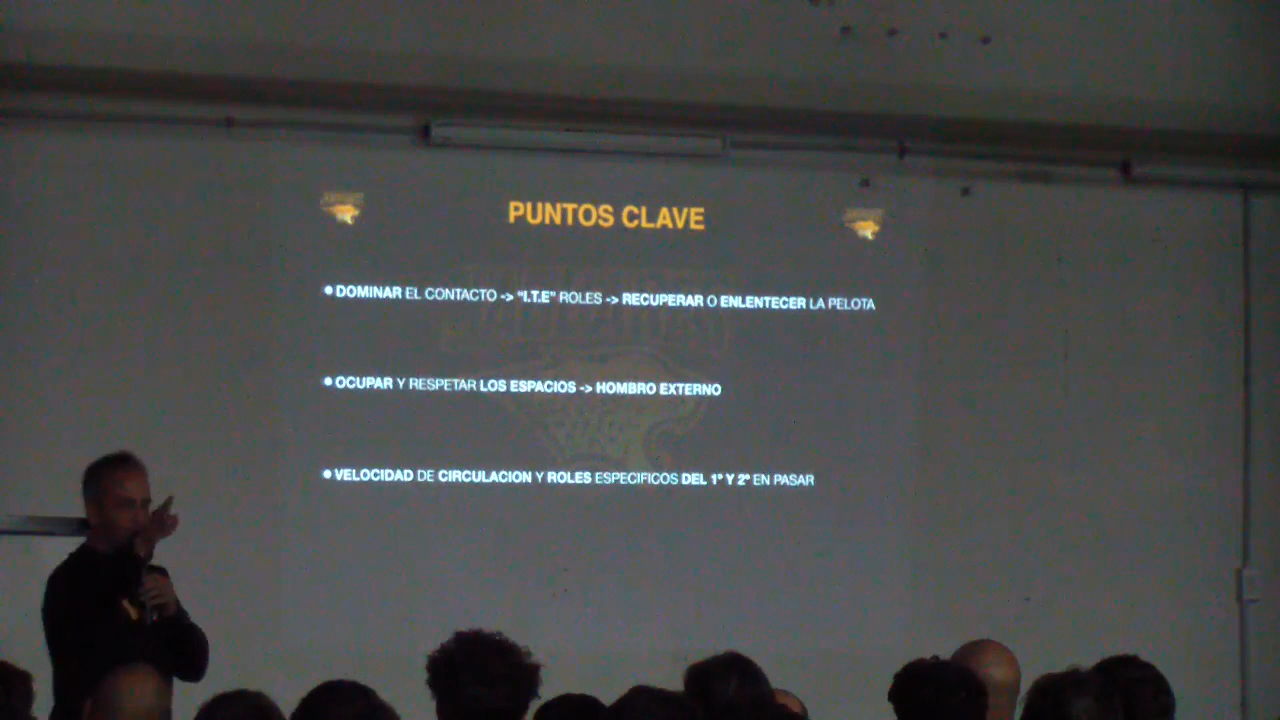 PUNTOS CLAVE
● DOMINAR EL CONTACTO -> "I.T.E" ROLES -> RECUPERAR O ENLENTECER LA PELOTA
● OCUPAR Y RESPETAR LOS ESPACIOS -> HOMBRO EXTERNO
● VELOCIDAD DE CIRCULACION Y ROLES ESPECIFICOS DEL 1° Y 2° EN PASAR